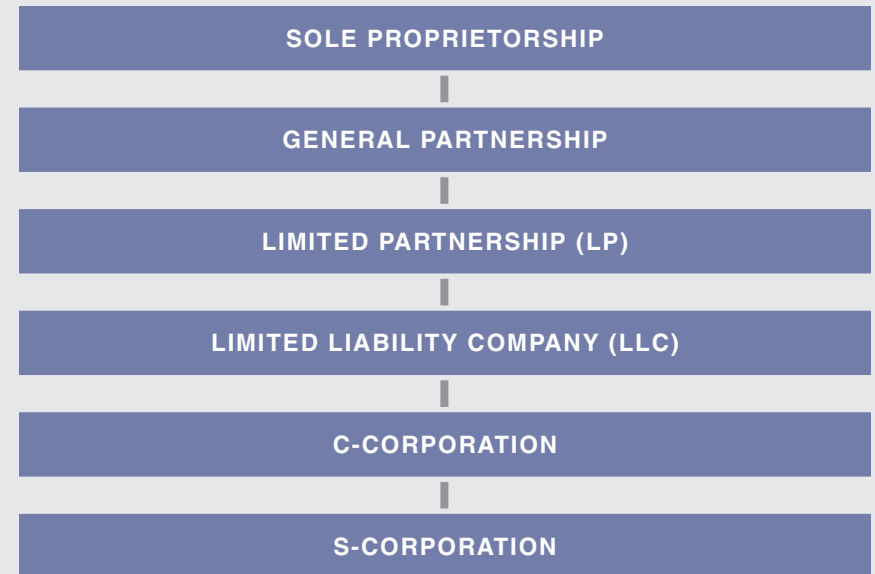 SOLE PROPRIETORSHIP
GENERAL PARTNERSHIP
LIMITED PARTNERSHIP (LP)
LIMITED LIABILITY COMPANY (LLC)
C-CORPORATION
S-CORPORATION